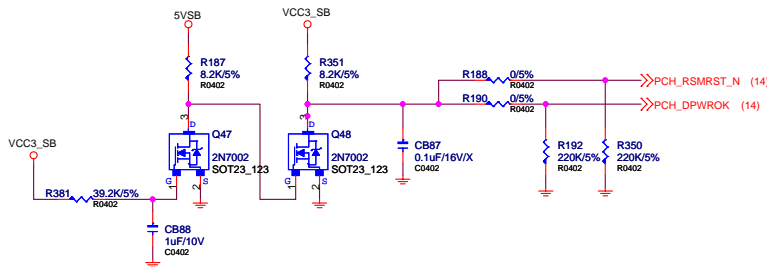 5VSB
VCC3_SB
R187
8.2K/5%
R0402
R351
8.2K/5%
R0402
R188
0/5%
R0402
PCH_RSMRST_N (14)
R190
0/5%
R0402
PCH_DPWROK (14)
3
D
Q47
2N7002
SOT23_123
G
S
1
2
3
D
Q48
2N7002
SOT23_123
G
S
1
2
CB87
0.1uF/16V/X
C0402
R192
220K/5%
R0402
R350
220K/5%
R0402
VCC3_SB
R381
39.2K/5%
R0402
CB88
1uF/10V
C0402